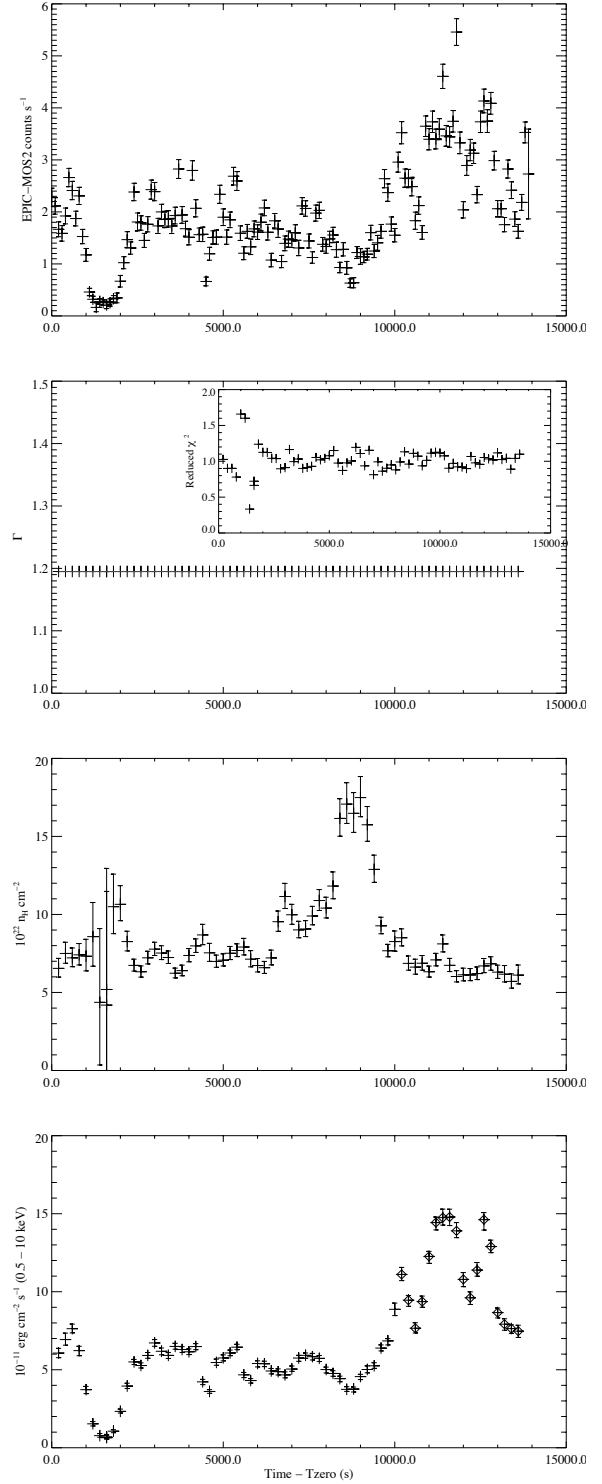 6
5
4
3
2
1
0
EPIC–MOS2 counts s⁻¹
0.0 5000.0 10000.0 15000.0
1.5
1.4
1.3
1.2
1.1
1.0
Γ
2.0
1.5
1.0
0.5
0.0
Reduced χ²
0.0 5000.0 10000.0 15000.0
0.0 5000.0 10000.0 15000.0
20
15
10
5
0
10²² n_H cm⁻²
0.0 5000.0 10000.0 15000.0
20
15
10
5
0
10⁻¹¹ erg cm⁻² s⁻¹ (0.5 – 10 keV)
0.0 5000.0 10000.0 15000.0
Time – Tzero (s)